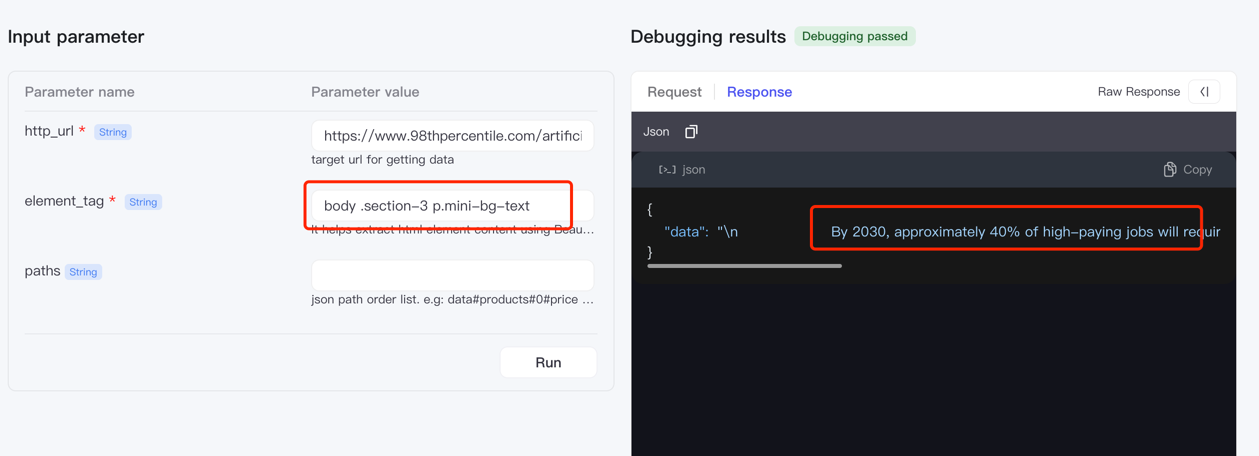 Input parameter
Parameter name Parameter value
http_url * String
https://www.98thpercentile.com/artifici
target url for getting data
element_tag * String
body .section-3 p.mini-bg-text
It helps extract html element content using Beau...
paths String
json path order list. e.g: data#products#0#price ...
Run
Debugging results Debugging passed
Request Response Raw Response
Json
json Copy
{
"data": "\n By 2030, approximately 40% of high-paying jobs will requir
}